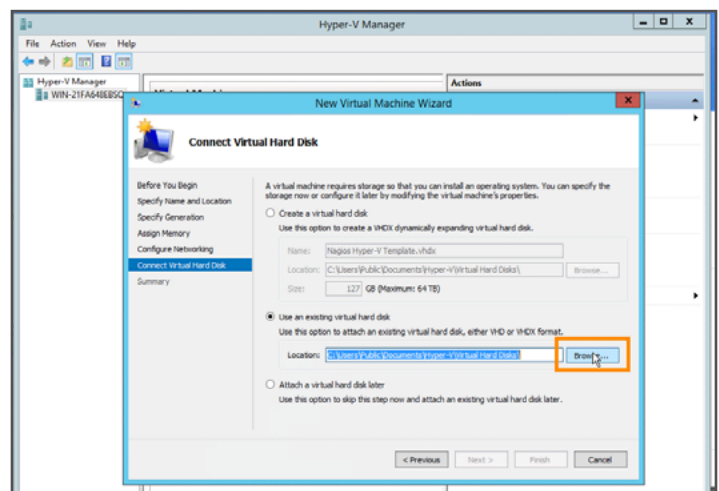 Hyper-V Manager
File Action View Help
Hyper-V Manager
WIN-21FA648EBSQ
Actions
New Virtual Machine Wizard
Connect Virtual Hard Disk
Before You Begin
Specify Name and Location
Specify Generation
Assign Memory
Configure Networking
Connect Virtual Hard Disk
Summary
A virtual machine requires storage so that you can install an operating system. You can specify the
storage now or configure it later by modifying the virtual machine's properties.
Create a virtual hard disk
Use this option to create a VHDX dynamically expanding virtual hard disk.
Name: Nagios Hyper-V Template.vhdx
Location: C:\Users\Public\Documents\Hyper-V\Virtual Hard Disks\ Browse...
Size: 127 GB (Maximum: 64 TB)
Use an existing virtual hard disk
Use this option to attach an existing virtual hard disk, either VHD or VHDX format.
Location: C:\Users\Public\Documents\Hyper-V\Virtual Hard Disks\ Browse...
Attach a virtual hard disk later
Use this option to skip this step now and attach an existing virtual hard disk later.
< Previous Next > Finish Cancel